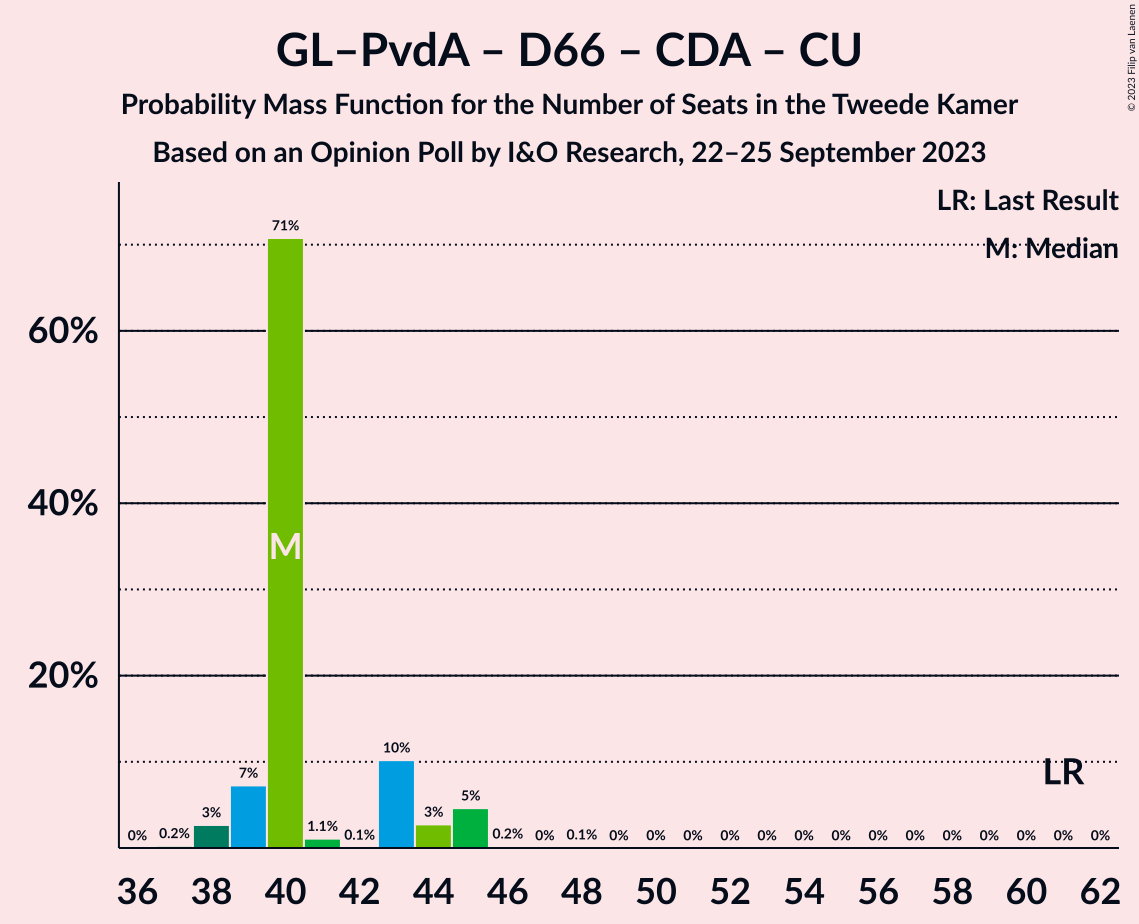 GL–PvdA – D66 – CDA – CU
Probability Mass Function for the Number of Seats in the Tweede Kamer
Based on an Opinion Poll by I&O Research, 22–25 September 2023
© 2023 Filip van Laenen
LR: Last Result
M: Median
60%
40%
20%
0% 0.2% 3% 7% 71% 1.1% 0.1% 10% 3% 5% 0.2% 0% 0.1% 0% 0% 0% 0% 0% 0% 0% 0% 0% 0% 0% 0% 0% 0%
M
LR
36 38 40 42 44 46 48 50 52 54 56 58 60 62